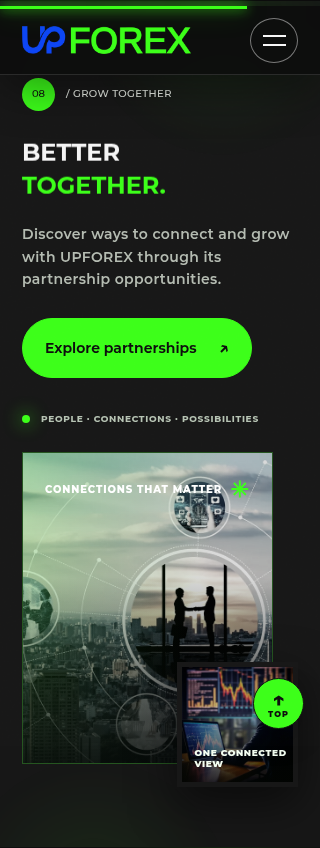 UPFOREX
08 / GROW TOGETHER
BETTER
TOGETHER.
Discover ways to connect and grow
with UPFOREX through its
partnership opportunities.
Explore partnerships ↗
PEOPLE · CONNECTIONS · POSSIBILITIES
CONNECTIONS THAT MATTER
TOP
ONE CONNECTED
VIEW